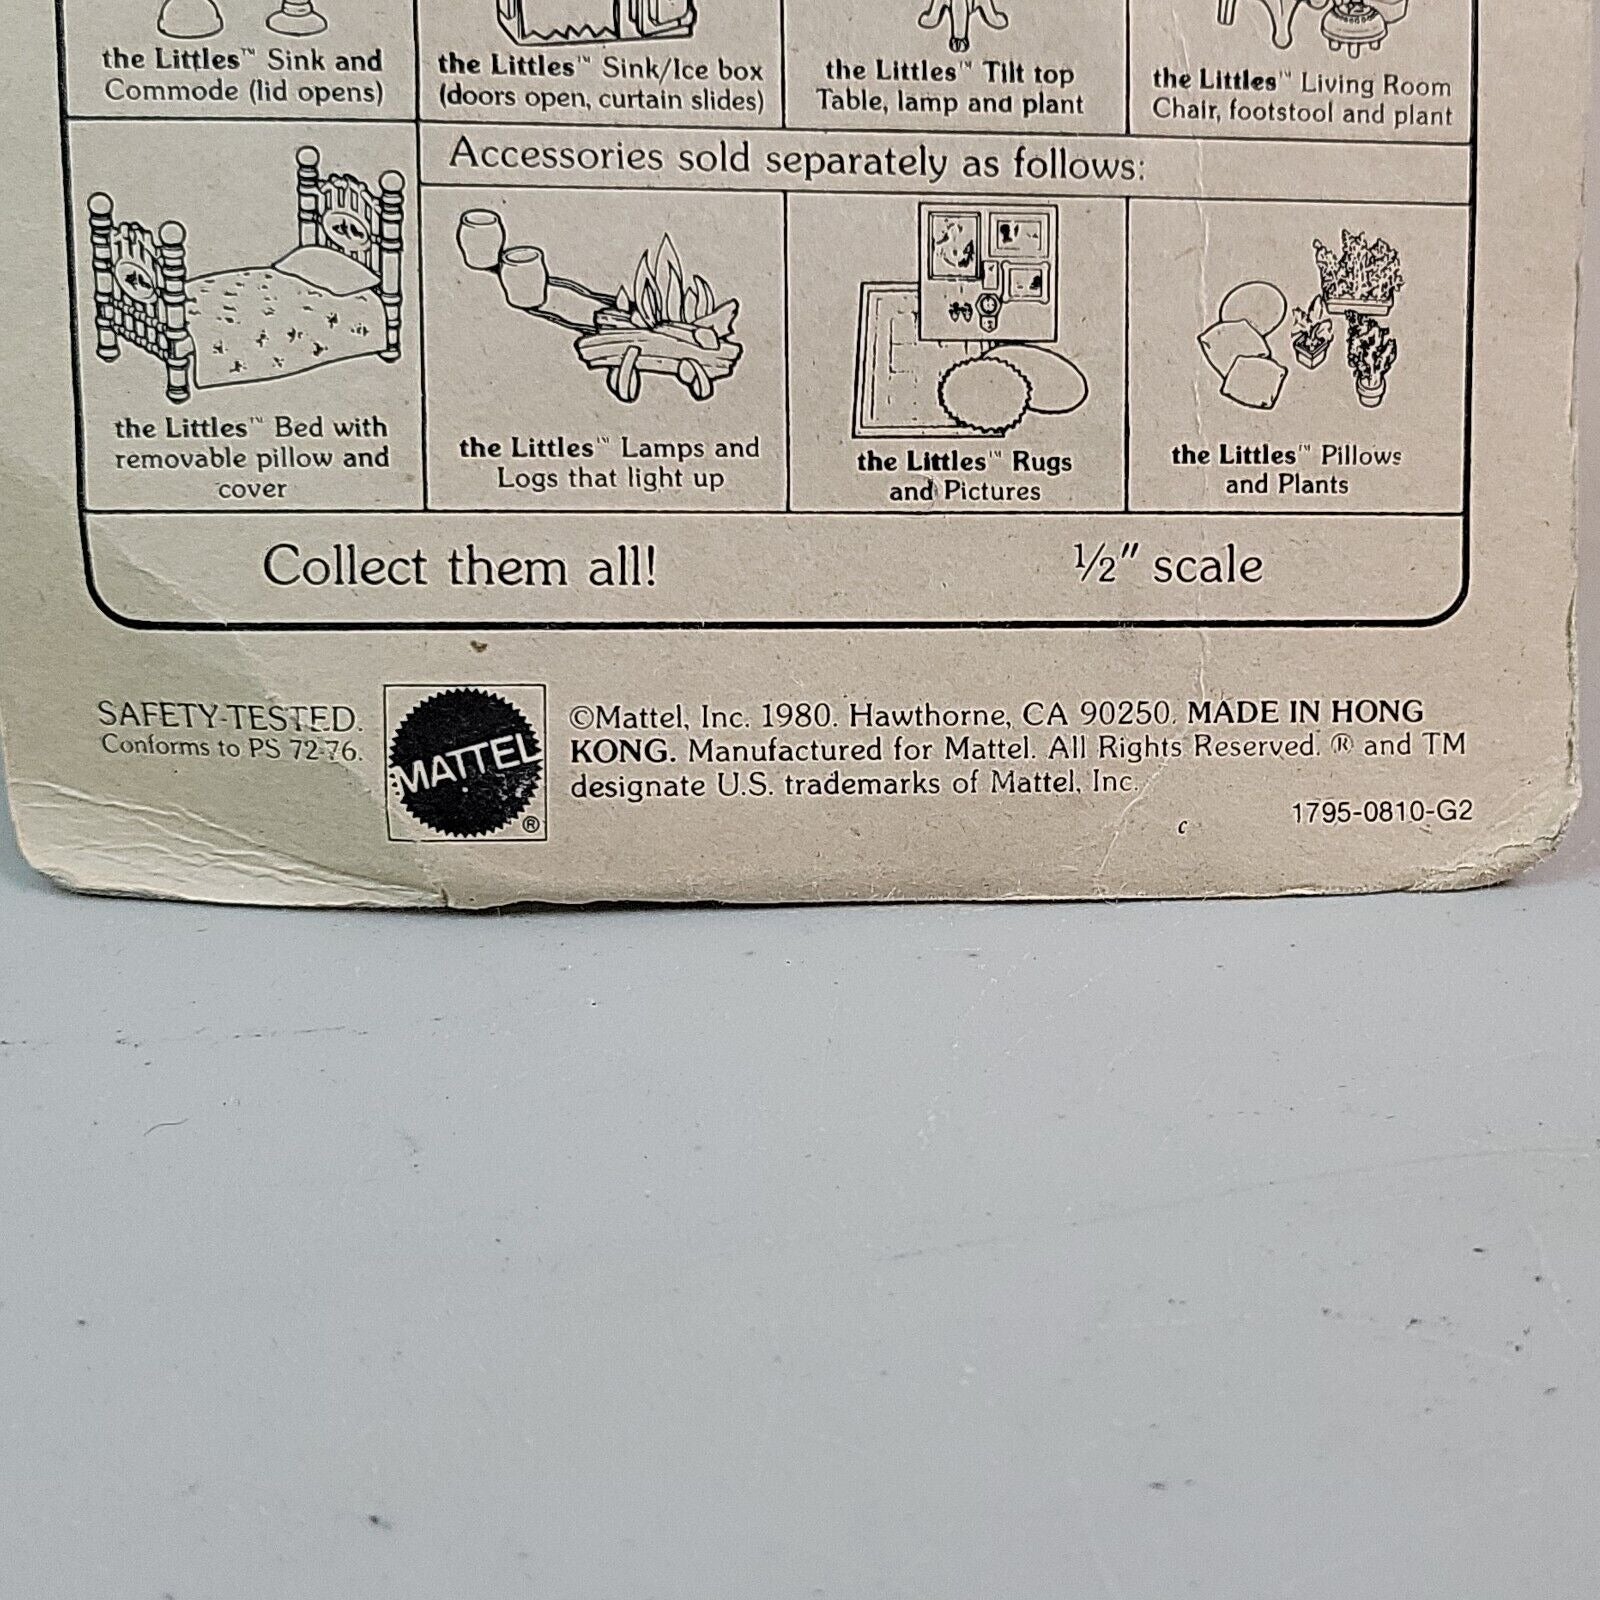 the Littles™ Sink and
Commode (lid opens)
the Littles™ Sink/Ice box
(doors open, curtain slides)
the Littles™ Tilt top
Table, lamp and plant
the Littles™ Living Room
Chair, footstool and plant
Accessories sold separately as follows:
the Littles™ Bed with
removable pillow and
cover
the Littles™ Lamps and
Logs that light up
the Littles™ Rugs
and Pictures
the Littles™ Pillows
and Plants
Collect them all!
½" scale
SAFETY-TESTED.
Conforms to PS 72-76.
MATTEL
®
©Mattel, Inc. 1980. Hawthorne, CA 90250. MADE IN HONG
KONG. Manufactured for Mattel. All Rights Reserved. ® and TM
designate U.S. trademarks of Mattel, Inc.
c
1795-0810-G2